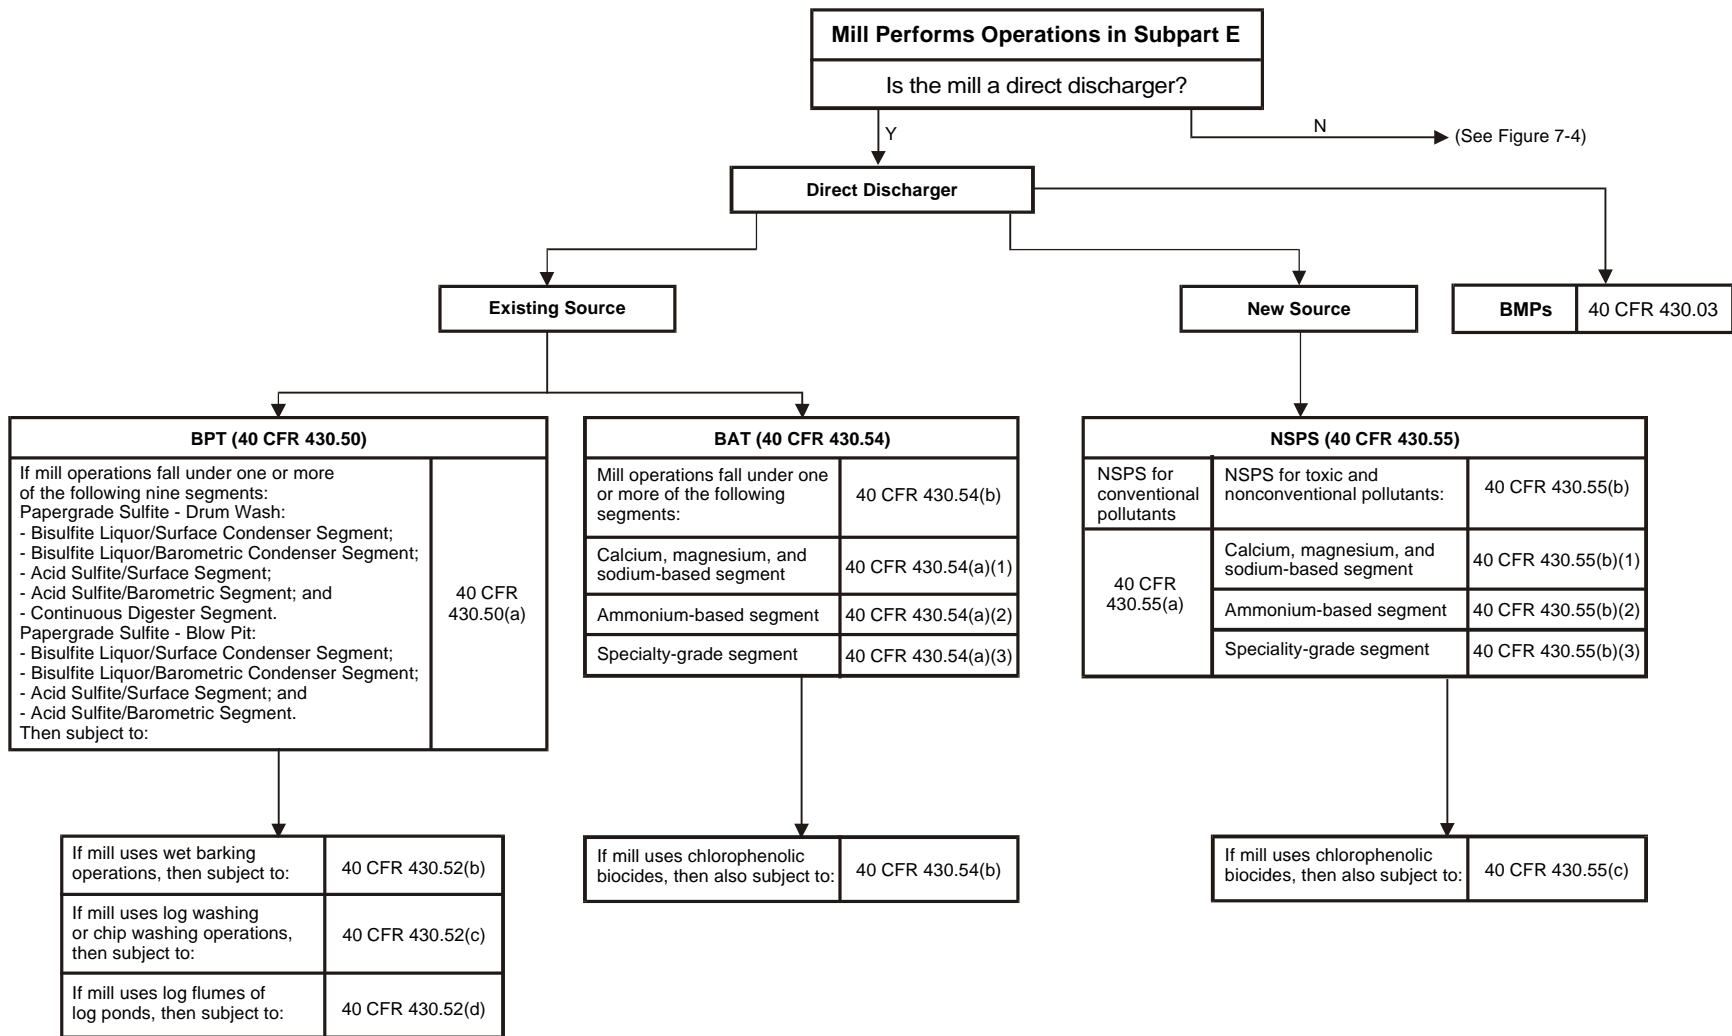 Mill Performs Operations in Subpart E
Is the mill a direct discharger?
Y
N
(See Figure 7-4)
Direct Discharger
Existing Source
New Source
BMPs
40 CFR 430.03
BPT (40 CFR 430.50)
If mill operations fall under one or more
of the following nine segments:
Papergrade Sulfite - Drum Wash:
- Bisulfite Liquor/Surface Condenser Segment;
- Bisulfite Liquor/Barometric Condenser Segment;
- Acid Sulfite/Surface Segment;
- Acid Sulfite/Barometric Segment; and
- Continuous Digester Segment.
Papergrade Sulfite - Blow Pit:
- Bisulfite Liquor/Surface Condenser Segment;
- Bisulfite Liquor/Barometric Condenser Segment;
- Acid Sulfite/Surface Segment; and
- Acid Sulfite/Barometric Segment.
Then subject to:
40 CFR
430.50(a)
BAT (40 CFR 430.54)
Mill operations fall under one
or more of the following
segments:
40 CFR 430.54(b)
Calcium, magnesium, and
sodium-based segment
40 CFR 430.54(a)(1)
Ammonium-based segment
40 CFR 430.54(a)(2)
Specialty-grade segment
40 CFR 430.54(a)(3)
NSPS (40 CFR 430.55)
NSPS for
conventional
pollutants
NSPS for toxic and
nonconventional pollutants:
40 CFR 430.55(b)
40 CFR
430.55(a)
Calcium, magnesium, and
sodium-based segment
40 CFR 430.55(b)(1)
Ammonium-based segment
40 CFR 430.55(b)(2)
Speciality-grade segment
40 CFR 430.55(b)(3)
If mill uses wet barking
operations, then subject to:
40 CFR 430.52(b)
If mill uses log washing
or chip washing operations,
then subject to:
40 CFR 430.52(c)
If mill uses log flumes of
log ponds, then subject to:
40 CFR 430.52(d)
If mill uses chlorophenolic
biocides, then also subject to:
40 CFR 430.54(b)
If mill uses chlorophenolic
biocides, then also subject to:
40 CFR 430.55(c)